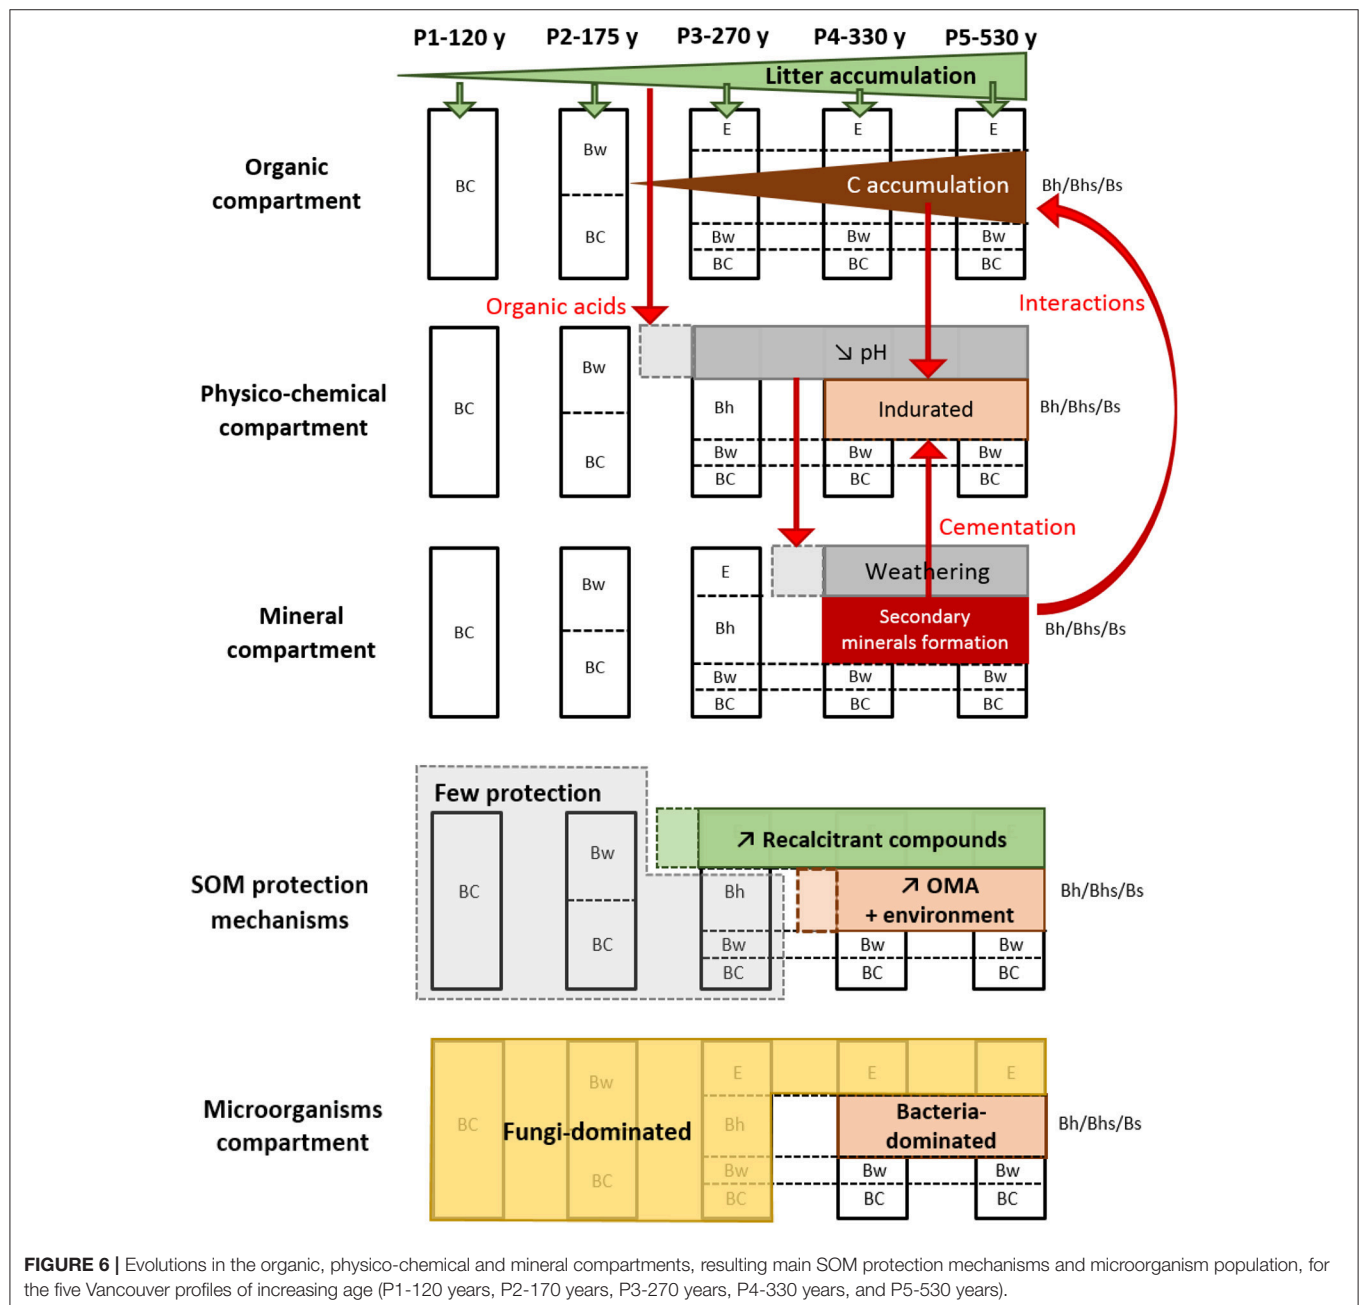 P1-120 y P2-175 y P3-270 y P4-330 y P5-530 y
Litter accumulation
Organic
compartment
BC
Bw
BC
E E E
C accumulation
Bh/Bhs/Bs
Bw Bw Bw
BC BC BC
Organic acids
Interactions
Physico-chemical
compartment
BC
Bw
BC
↘ pH
Bh
Indurated
Bh/Bhs/Bs
Bw Bw Bw
BC BC BC
Cementation
Mineral
compartment
BC
Bw
BC
E
Weathering
Bh
Secondary
minerals formation
Bh/Bhs/Bs
Bw Bw Bw
BC BC BC
Few protection
SOM protection
mechanisms
BC
Bw
BC
↗ Recalcitrant compounds
E
Bh
↗ OMA
+ environment
Bh/Bhs/Bs
Bw Bw Bw
BC BC BC
Microorganisms
compartment
BC
Bw
BC
E E E
Fungi-dominated
Bh
Bacteria-
dominated
Bh/Bhs/Bs
Bw Bw Bw
BC BC BC
FIGURE 6 | Evolutions in the organic, physico-chemical and mineral compartments, resulting main SOM protection mechanisms and microorganism population, for
the five Vancouver profiles of increasing age (P1-120 years, P2-170 years, P3-270 years, P4-330 years, and P5-530 years).